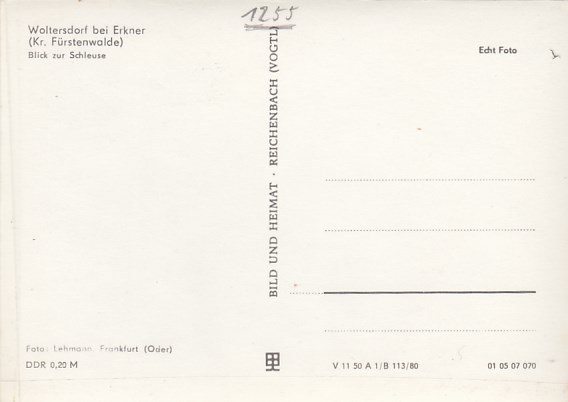 1255
Woltersdorf bei Erkner
(Kr. Fürstenwalde)
Blick zur Schleuse
Echt Foto
BILD UND HEIMAT · REICHENBACH (VOGTL)
Foto: Lehmann, Frankfurt (Oder)
DDR 0,20 M
V 11 50 A 1/B 113/80
01 05 07 070